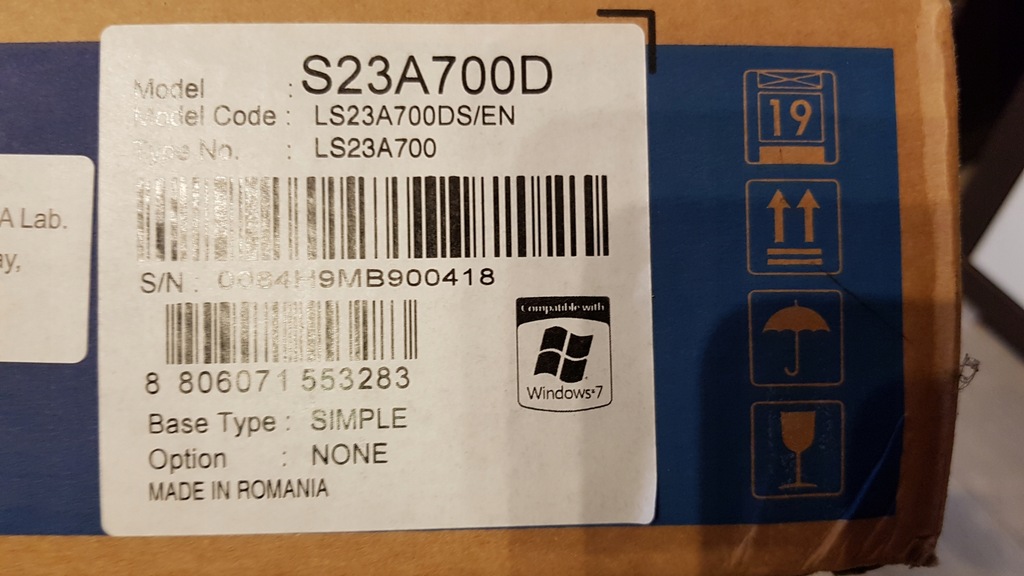 Model : S23A700D
Model Code : LS23A700DS/EN
Type No. : LS23A700
S/N : 0084H9MB900418
8 806071 553283
Base Type : SIMPLE
Option : NONE
MADE IN ROMANIA
Compatible with
Windows 7
A Lab.
ay,
19